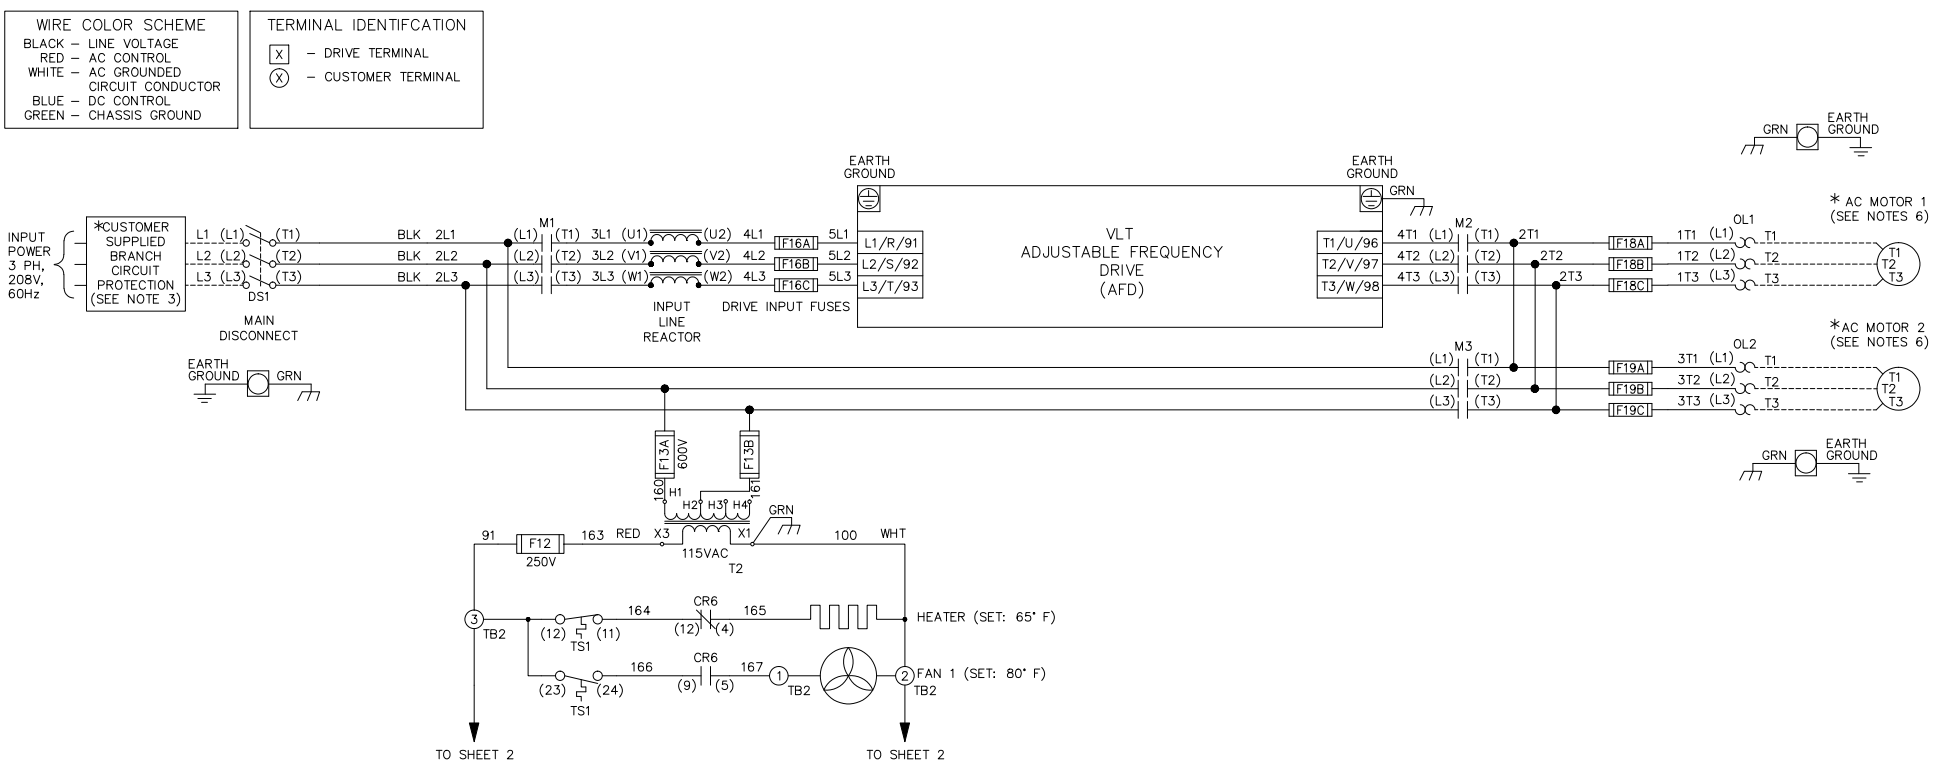 WIRE COLOR SCHEME
BLACK – LINE VOLTAGE
RED – AC CONTROL
WHITE – AC GROUNDED
CIRCUIT CONDUCTOR
BLUE – DC CONTROL
GREEN – CHASSIS GROUND
TERMINAL IDENTIFCATION
X – DRIVE TERMINAL
X – CUSTOMER TERMINAL
EARTH
GROUND
GRN
EARTH
GROUND
EARTH
GROUND
GRN
INPUT
POWER
3 PH,
208V,
60Hz
*CUSTOMER
SUPPLIED
BRANCH
CIRCUIT
PROTECTION
(SEE NOTE 3)
L1 (L1) (T1) BLK 2L1 (L1) M1 (T1) 3L1 (U1) (U2) 4L1 F16A 5L1 L1/R/91
L2 (L2) (T2) BLK 2L2 (L2) (T2) 3L2 (V1) (V2) 4L2 F16B 5L2 L2/S/92
L3 (L3) (T3) BLK 2L3 (L3) (T3) 3L3 (W1) (W2) 4L3 F16C 5L3 L3/T/93
DS1
MAIN
DISCONNECT
INPUT
LINE
REACTOR
DRIVE INPUT FUSES
VLT
ADJUSTABLE FREQUENCY
DRIVE
(AFD)
T1/U/96 4T1 (L1) M2 (T1) 2T1 F18A 1T1 (L1) OL1 T1
T2/V/97 4T2 (L2) (T2) 2T2 F18B 1T2 (L2) T2
T3/W/98 4T3 (L3) (T3) 2T3 F18C 1T3 (L3) T3
* AC MOTOR 1
(SEE NOTES 6)
T1
T2
T3
EARTH
GROUND
GRN
M3
(L1) (T1) F19A 3T1 (L1) OL2 T1
(L2) (T2) F19B 3T2 (L2) T2
(L3) (T3) F19C 3T3 (L3) T3
*AC MOTOR 2
(SEE NOTES 6)
T1
T2
T3
GRN
EARTH
GROUND
F13A
600V
F13B
160
H1
H2
H3
H4
161
GRN
91 F12 163 RED X3 X1 100 WHT
250V
115VAC
T2
3
TB2
(12) (11)
TS1
164
CR6
(12) (4)
165
HEATER (SET: 65° F)
(23) (24)
TS1
166
CR6
(9) (5)
167
1
TB2
2
TB2
FAN 1 (SET: 80° F)
TO SHEET 2
TO SHEET 2